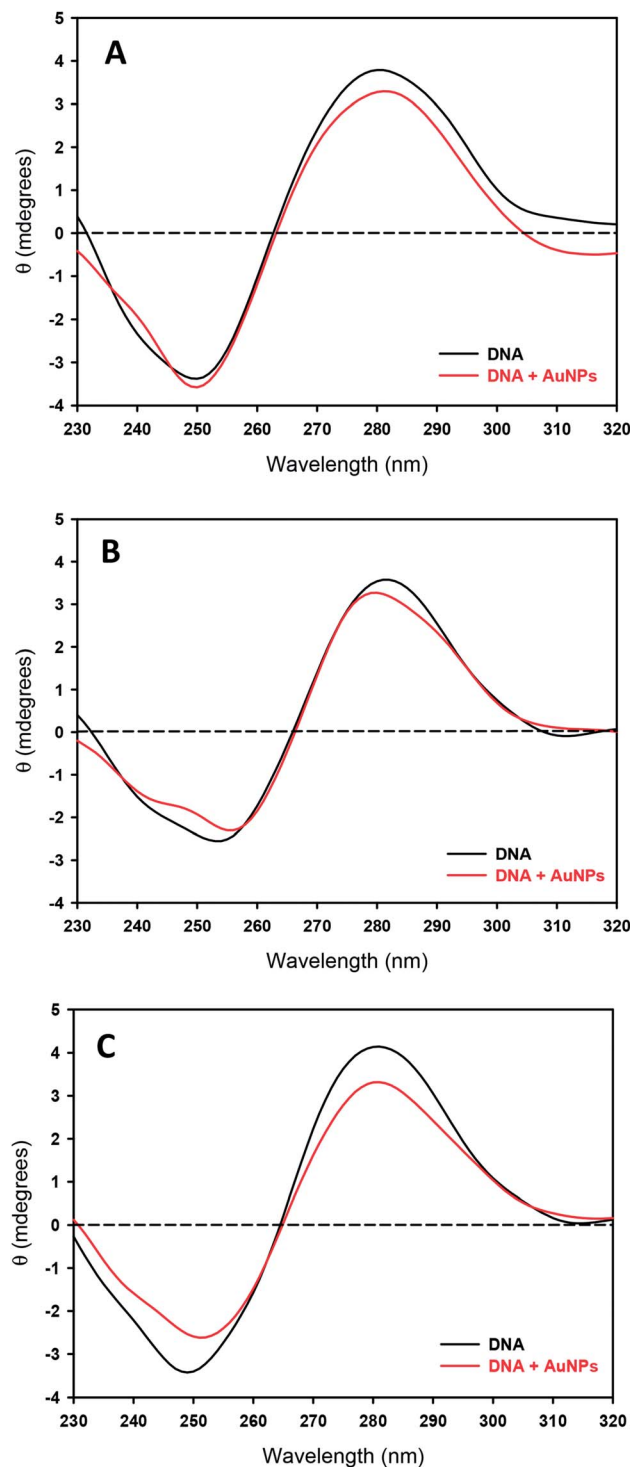 A
5
4
3
2
1
0
-1
-2
-3
-4
θ (mdegrees)
DNA
DNA + AuNPs
230 240 250 260 270 280 290 300 310 320
Wavelength (nm)
B
5
4
3
2
1
0
-1
-2
-3
-4
θ (mdegrees)
DNA
DNA + AuNPs
230 240 250 260 270 280 290 300 310 320
Wavelength (nm)
C
5
4
3
2
1
0
-1
-2
-3
-4
θ (mdegrees)
DNA
DNA + AuNPs
230 240 250 260 270 280 290 300 310 320
Wavelength (nm)